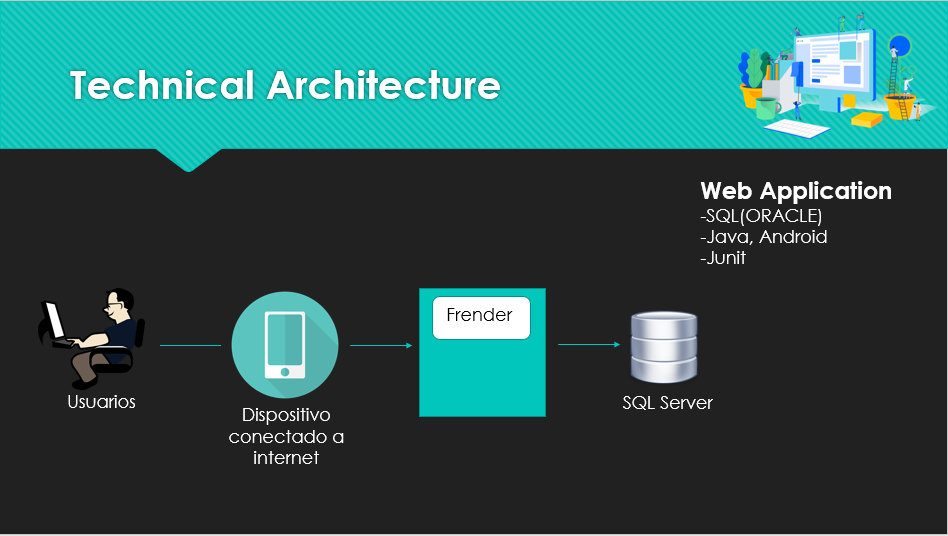 Technical Architecture
Web Application
-SQL(ORACLE)
-Java, Android
-Junit
Frender
Usuarios
Dispositivo
conectado a
internet
SQL Server